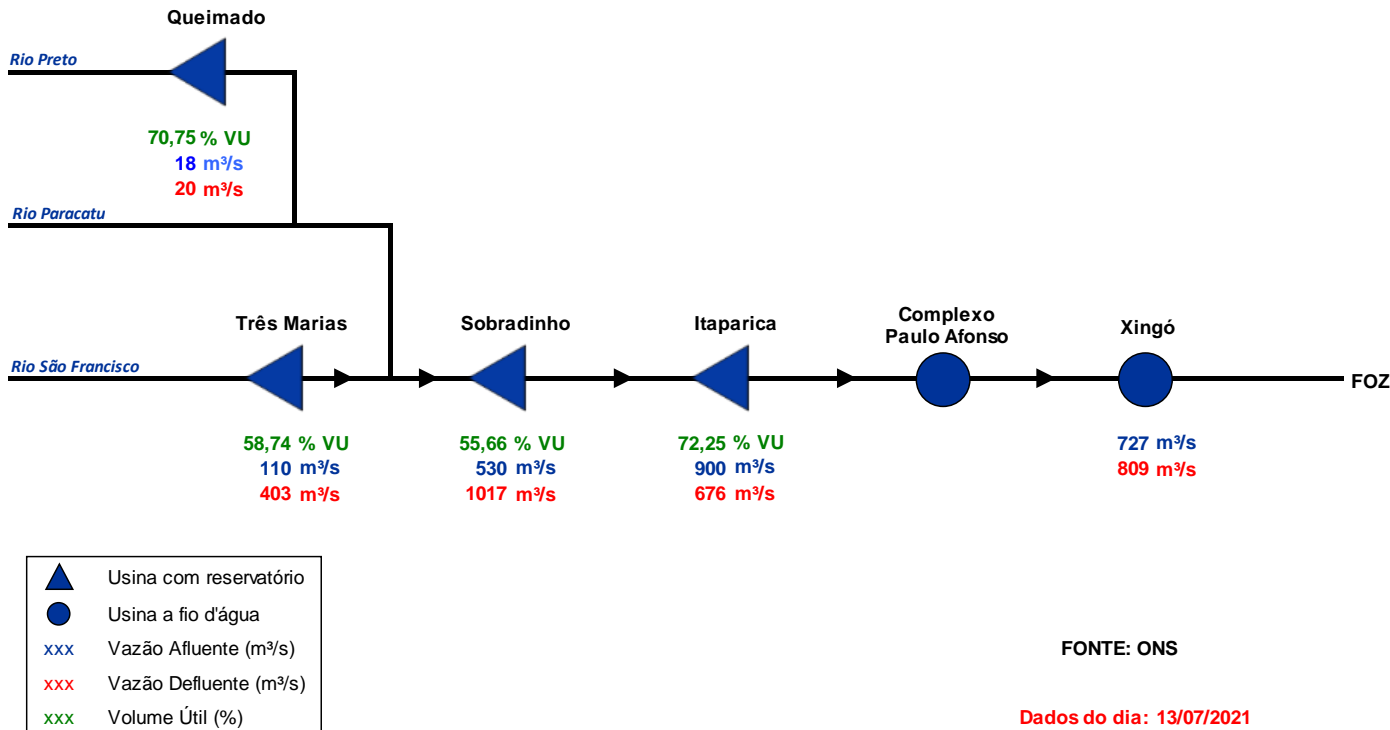 Queimado
Rio Preto
70,75 % VU
18 m³/s
20 m³/s
Rio Paracatu
Três Marias
Sobradinho
Itaparica
Complexo
Paulo Afonso
Xingó
Rio São Francisco
FOZ
58,74 % VU
110 m³/s
403 m³/s
55,66 % VU
530 m³/s
1017 m³/s
72,25 % VU
900 m³/s
676 m³/s
727 m³/s
809 m³/s
Usina com reservatório
Usina a fio d'água
xxx Vazão Afluente (m³/s)
xxx Vazão Defluente (m³/s)
xxx Volume Útil (%)
FONTE: ONS
Dados do dia: 13/07/2021